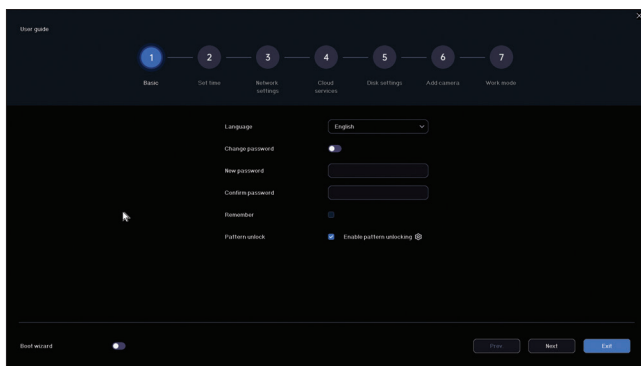 User guide
1 2 3 4 5 6 7
Basic Set time Network settings Cloud services Disk settings Add camera Work mode
Language English
Change password
New password
Confirm password
Remember
Pattern unlock Enable pattern unlocking
Boot wizard Prev Next Exit